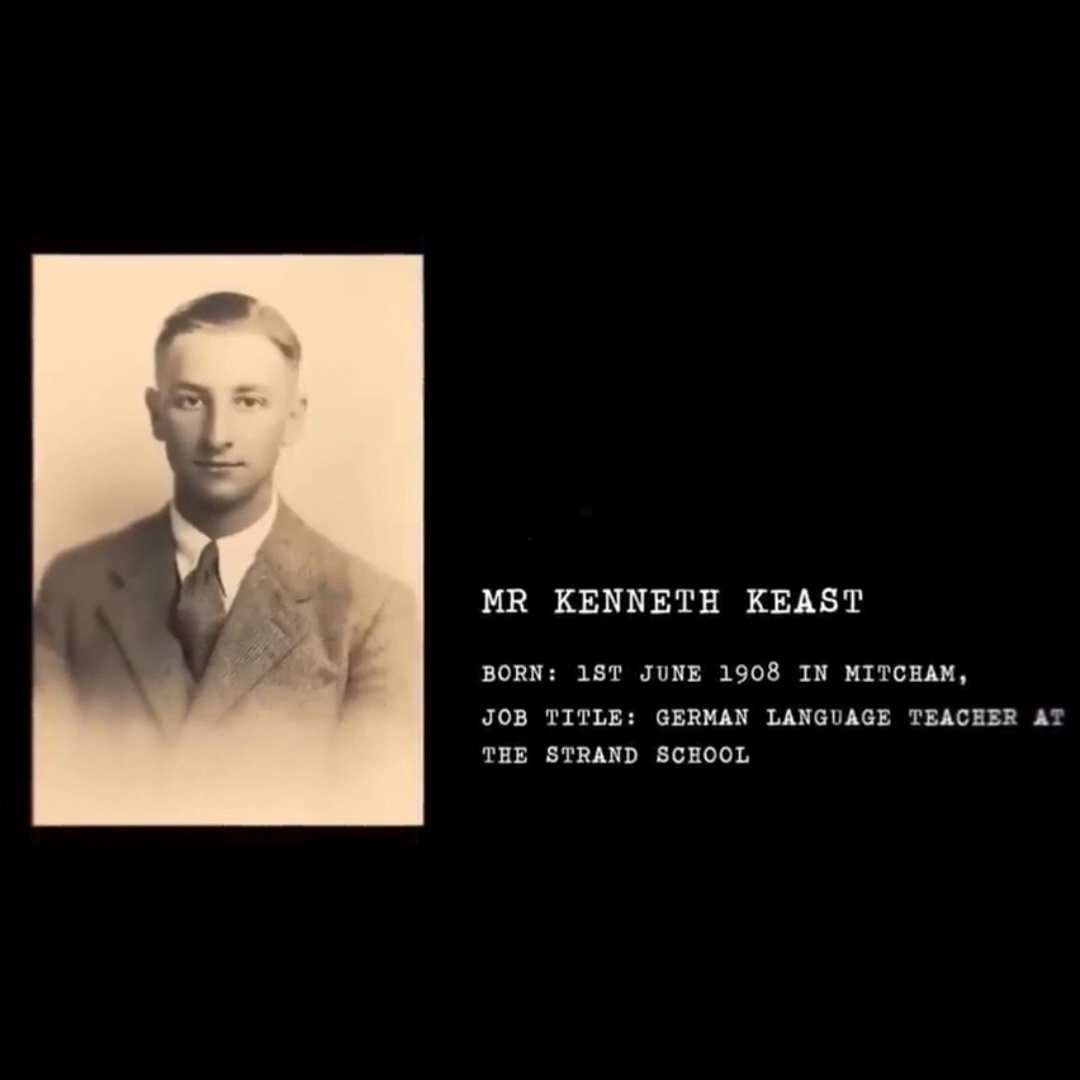 MR KENNETH KEAST
BORN: 1ST JUNE 1908 IN MITCHAM,
JOB TITLE: GERMAN LANGUAGE TEACHER AT
THE STRAND SCHOOL